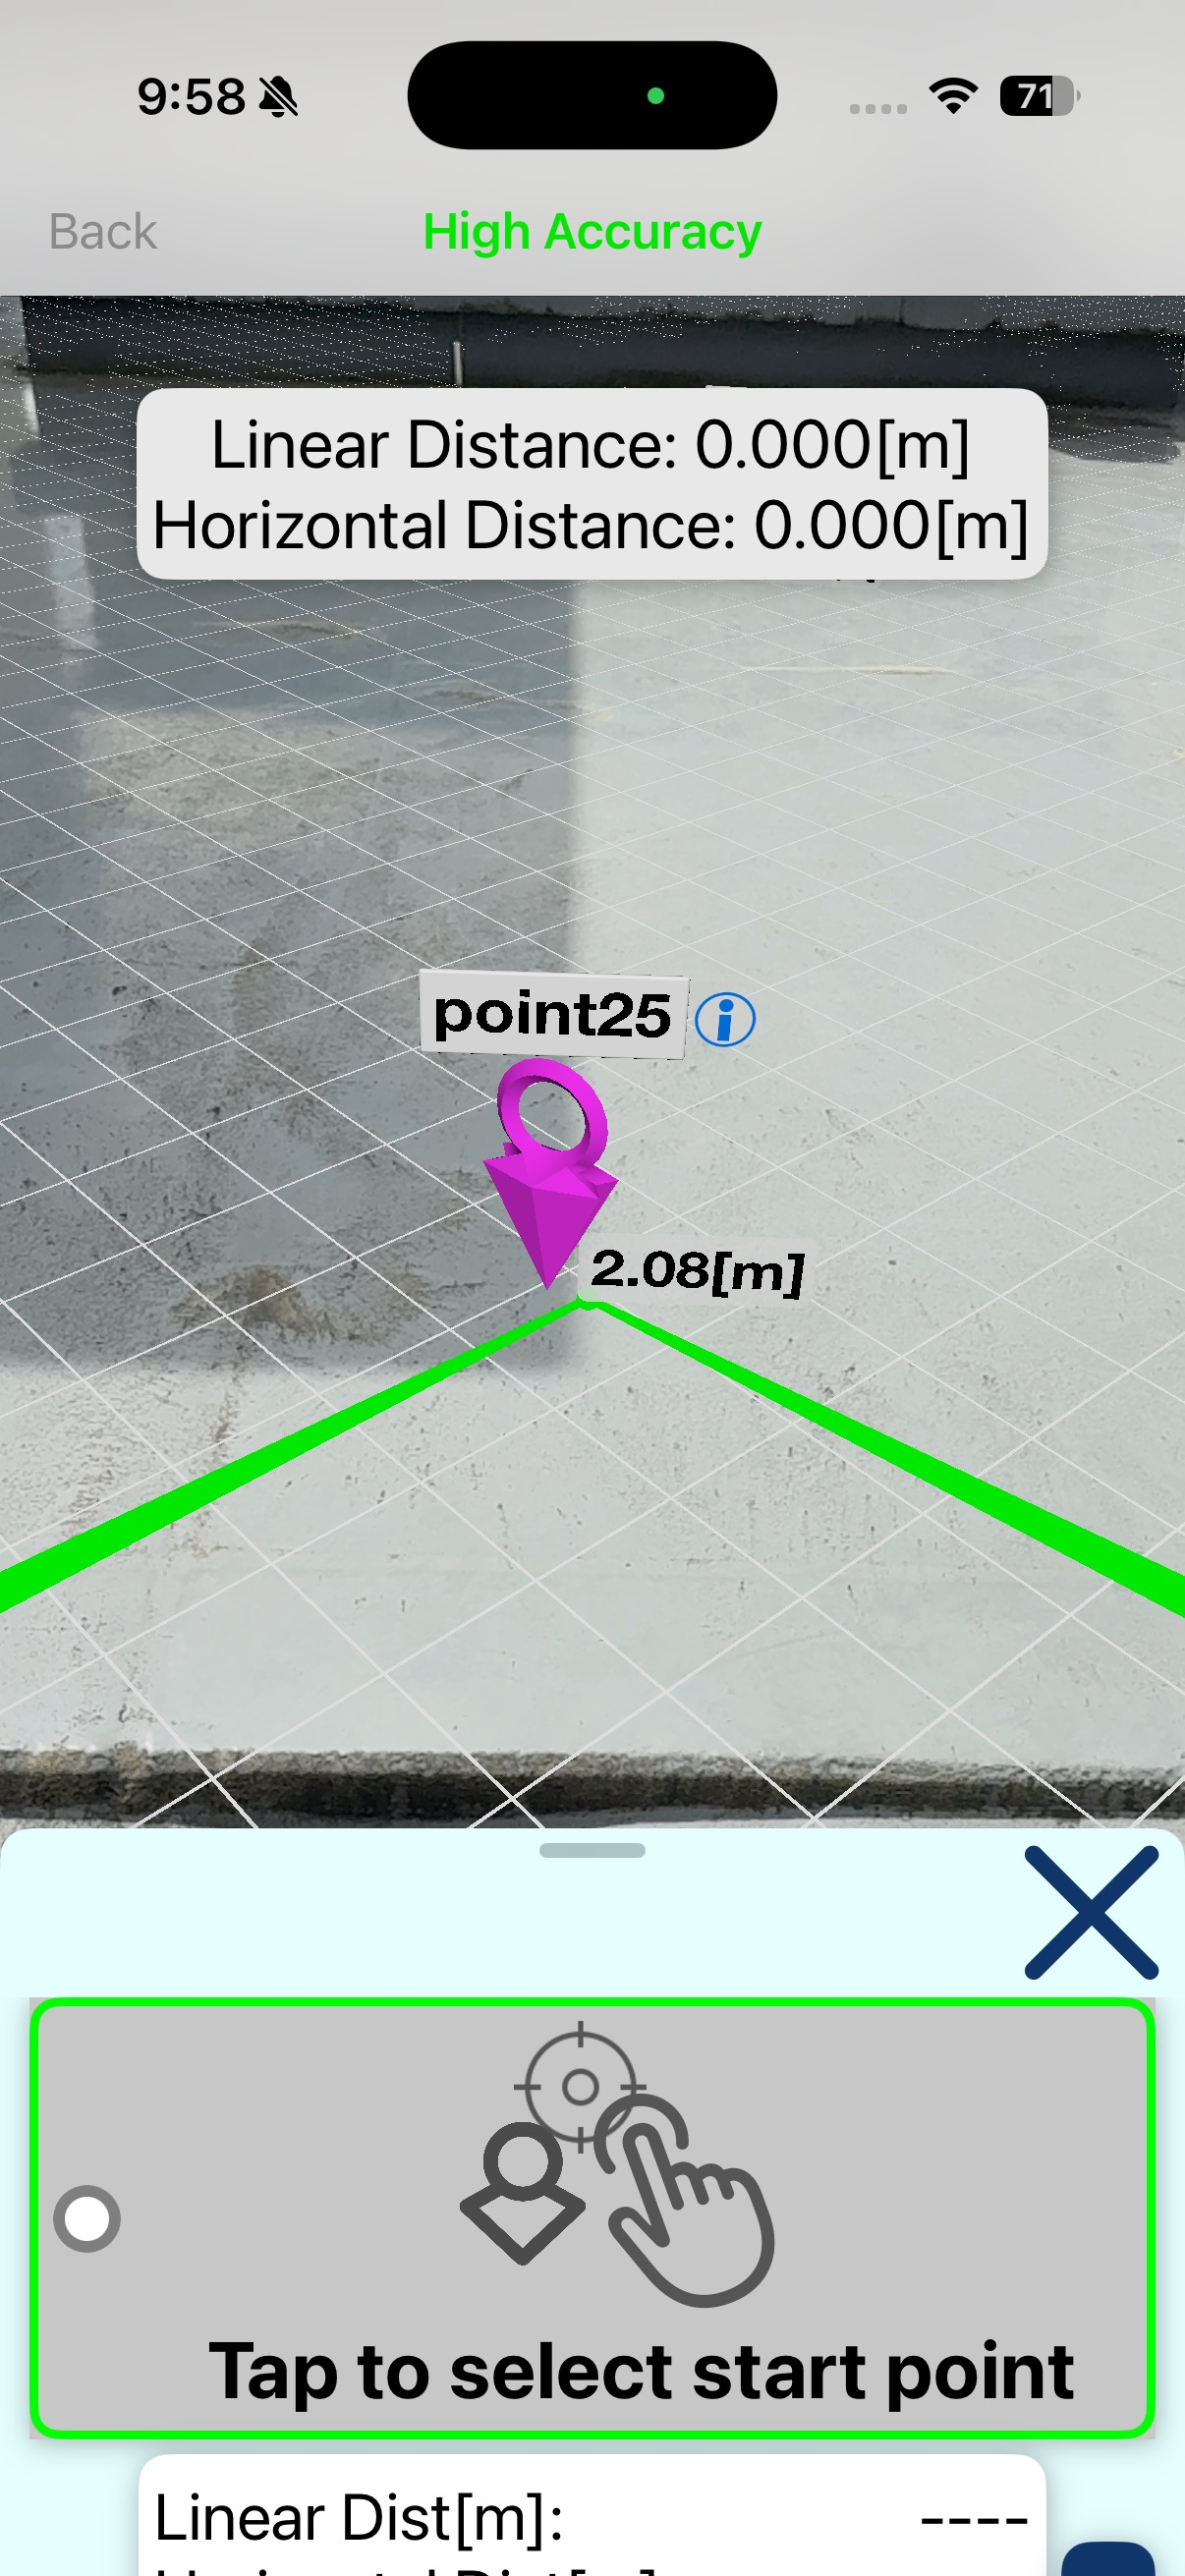 9:58
71
Back
High Accuracy
Linear Distance: 0.000[m]
Horizontal Distance: 0.000[m]
point25
2.08[m]
Tap to select start point
Linear Dist[m]: ----